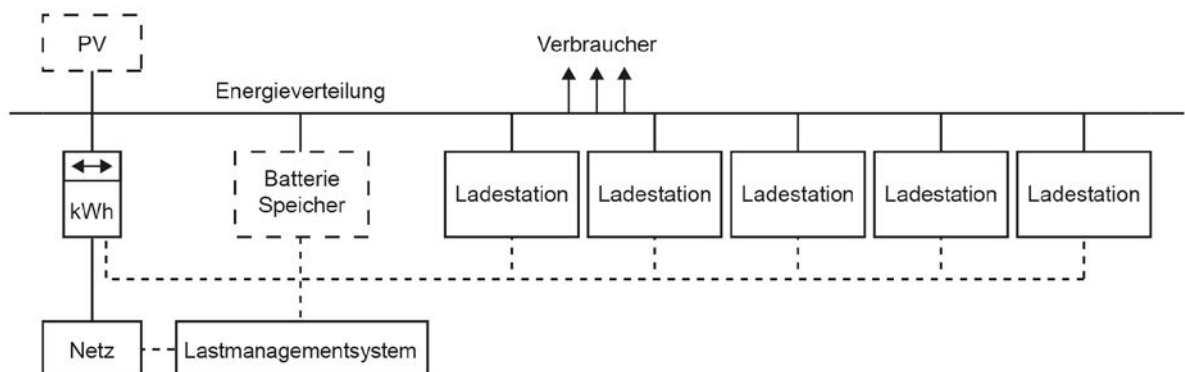 PV
Verbraucher
Energieverteilung
kWh
Batterie
Speicher
Ladestation
Ladestation
Ladestation
Ladestation
Ladestation
Netz
Lastmanagementsystem